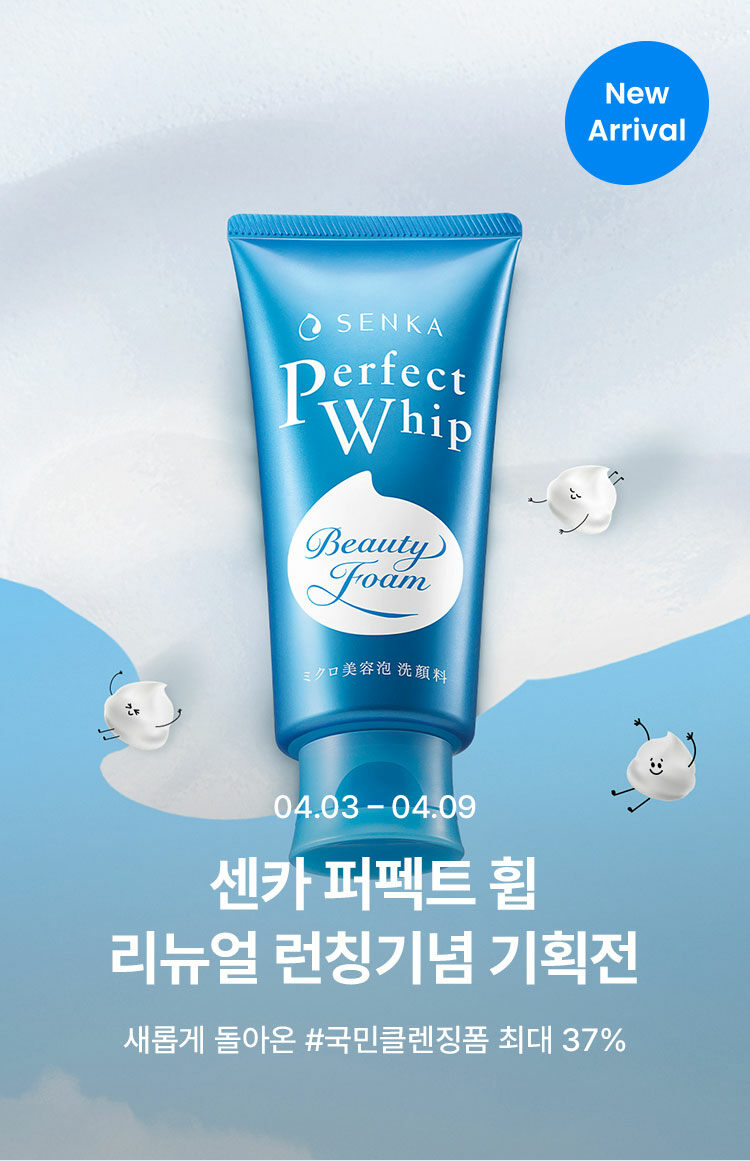 New
Arrival
SENKA
Perfect
Whip
Beauty
Foam
ミクロ美容泡 洗顔料
04.03 – 04.09
센카 퍼펙트 휩
리뉴얼 런칭기념 기획전
새롭게 돌아온 #국민클렌징폼 최대 37%